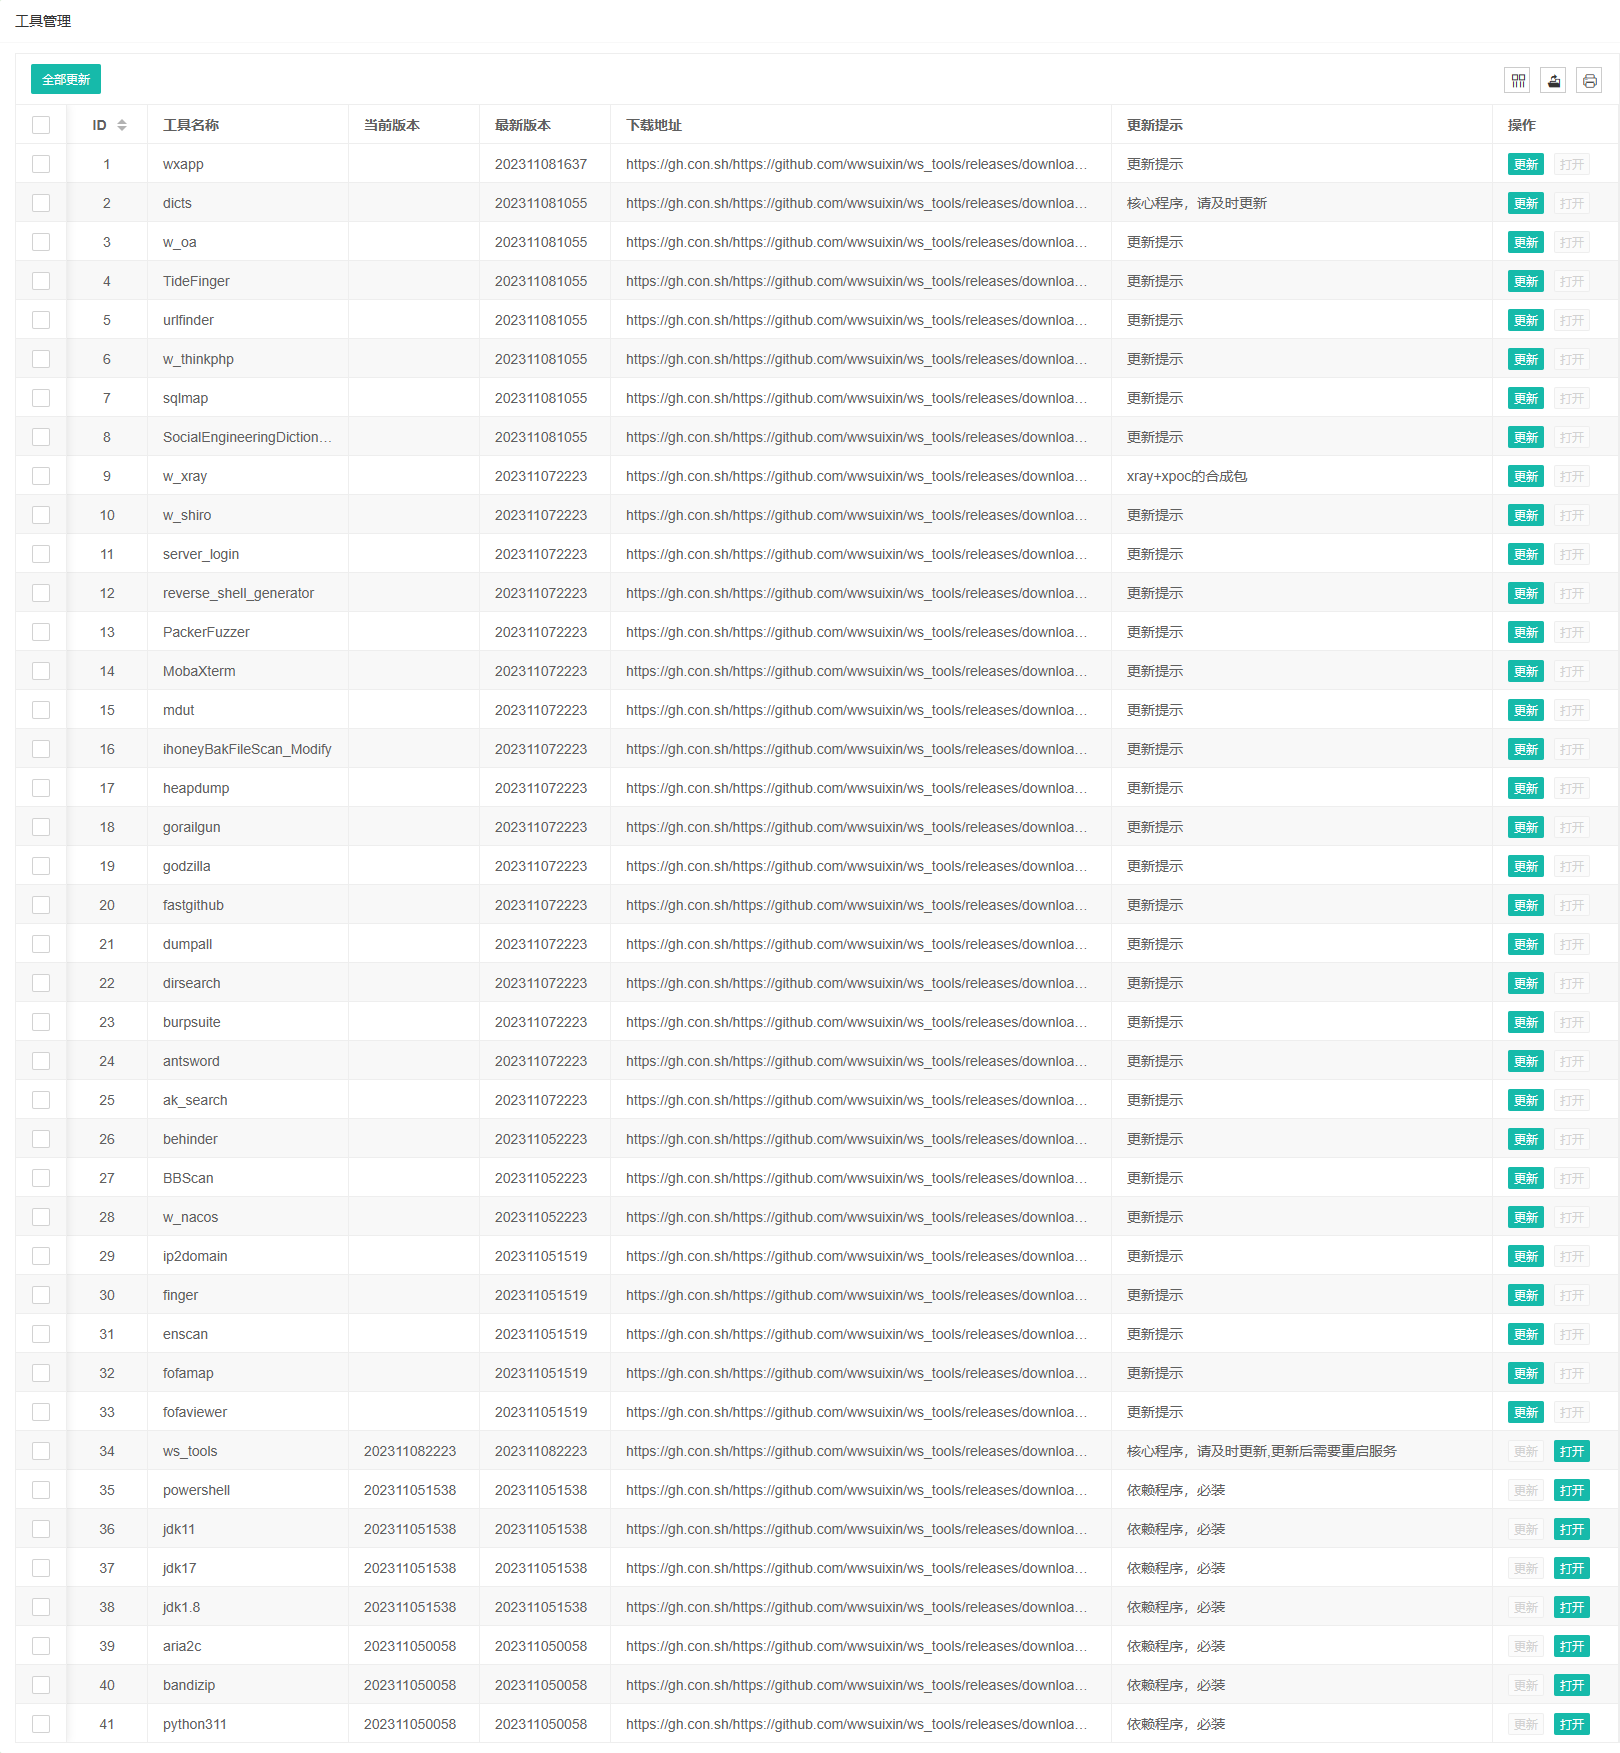 工具管理
全部更新
ID 工具名称 当前版本 最新版本 下载地址 更新提示 操作
1 wxapp 202311081637 https://gh.con.sh/https://github.com/wwsuixin/ws_tools/releases/downloa... 更新提示 更新 打开
2 dicts 202311081055 https://gh.con.sh/https://github.com/wwsuixin/ws_tools/releases/downloa... 核心程序，请及时更新 更新 打开
3 w_oa 202311081055 https://gh.con.sh/https://github.com/wwsuixin/ws_tools/releases/downloa... 更新提示 更新 打开
4 TideFinger 202311081055 https://gh.con.sh/https://github.com/wwsuixin/ws_tools/releases/downloa... 更新提示 更新 打开
5 urlfinder 202311081055 https://gh.con.sh/https://github.com/wwsuixin/ws_tools/releases/downloa... 更新提示 更新 打开
6 w_thinkphp 202311081055 https://gh.con.sh/https://github.com/wwsuixin/ws_tools/releases/downloa... 更新提示 更新 打开
7 sqlmap 202311081055 https://gh.con.sh/https://github.com/wwsuixin/ws_tools/releases/downloa... 更新提示 更新 打开
8 SocialEngineeringDiction... 202311081055 https://gh.con.sh/https://github.com/wwsuixin/ws_tools/releases/downloa... 更新提示 更新 打开
9 w_xray 202311072223 https://gh.con.sh/https://github.com/wwsuixin/ws_tools/releases/downloa... xray+xpoc的合成包 更新 打开
10 w_shiro 202311072223 https://gh.con.sh/https://github.com/wwsuixin/ws_tools/releases/downloa... 更新提示 更新 打开
11 server_login 202311072223 https://gh.con.sh/https://github.com/wwsuixin/ws_tools/releases/downloa... 更新提示 更新 打开
12 reverse_shell_generator 202311072223 https://gh.con.sh/https://github.com/wwsuixin/ws_tools/releases/downloa... 更新提示 更新 打开
13 PackerFuzzer 202311072223 https://gh.con.sh/https://github.com/wwsuixin/ws_tools/releases/downloa... 更新提示 更新 打开
14 MobaXterm 202311072223 https://gh.con.sh/https://github.com/wwsuixin/ws_tools/releases/downloa... 更新提示 更新 打开
15 mdut 202311072223 https://gh.con.sh/https://github.com/wwsuixin/ws_tools/releases/downloa... 更新提示 更新 打开
16 ihoneyBakFileScan_Modify 202311072223 https://gh.con.sh/https://github.com/wwsuixin/ws_tools/releases/downloa... 更新提示 更新 打开
17 heapdump 202311072223 https://gh.con.sh/https://github.com/wwsuixin/ws_tools/releases/downloa... 更新提示 更新 打开
18 gorailgun 202311072223 https://gh.con.sh/https://github.com/wwsuixin/ws_tools/releases/downloa... 更新提示 更新 打开
19 godzilla 202311072223 https://gh.con.sh/https://github.com/wwsuixin/ws_tools/releases/downloa... 更新提示 更新 打开
20 fastgithub 202311072223 https://gh.con.sh/https://github.com/wwsuixin/ws_tools/releases/downloa... 更新提示 更新 打开
21 dumpall 202311072223 https://gh.con.sh/https://github.com/wwsuixin/ws_tools/releases/downloa... 更新提示 更新 打开
22 dirsearch 202311072223 https://gh.con.sh/https://github.com/wwsuixin/ws_tools/releases/downloa... 更新提示 更新 打开
23 burpsuite 202311072223 https://gh.con.sh/https://github.com/wwsuixin/ws_tools/releases/downloa... 更新提示 更新 打开
24 antsword 202311072223 https://gh.con.sh/https://github.com/wwsuixin/ws_tools/releases/downloa... 更新提示 更新 打开
25 ak_search 202311072223 https://gh.con.sh/https://github.com/wwsuixin/ws_tools/releases/downloa... 更新提示 更新 打开
26 behinder 202311052223 https://gh.con.sh/https://github.com/wwsuixin/ws_tools/releases/downloa... 更新提示 更新 打开
27 BBScan 202311052223 https://gh.con.sh/https://github.com/wwsuixin/ws_tools/releases/downloa... 更新提示 更新 打开
28 w_nacos 202311052223 https://gh.con.sh/https://github.com/wwsuixin/ws_tools/releases/downloa... 更新提示 更新 打开
29 ip2domain 202311051519 https://gh.con.sh/https://github.com/wwsuixin/ws_tools/releases/downloa... 更新提示 更新 打开
30 finger 202311051519 https://gh.con.sh/https://github.com/wwsuixin/ws_tools/releases/downloa... 更新提示 更新 打开
31 enscan 202311051519 https://gh.con.sh/https://github.com/wwsuixin/ws_tools/releases/downloa... 更新提示 更新 打开
32 fofamap 202311051519 https://gh.con.sh/https://github.com/wwsuixin/ws_tools/releases/downloa... 更新提示 更新 打开
33 fofaviewer 202311051519 https://gh.con.sh/https://github.com/wwsuixin/ws_tools/releases/downloa... 更新提示 更新 打开
34 ws_tools 202311082223 202311082223 https://gh.con.sh/https://github.com/wwsuixin/ws_tools/releases/downloa... 核心程序，请及时更新,更新后需要重启服务 更新 打开
35 powershell 202311051538 202311051538 https://gh.con.sh/https://github.com/wwsuixin/ws_tools/releases/downloa... 依赖程序，必装 更新 打开
36 jdk11 202311051538 202311051538 https://gh.con.sh/https://github.com/wwsuixin/ws_tools/releases/downloa... 依赖程序，必装 更新 打开
37 jdk17 202311051538 202311051538 https://gh.con.sh/https://github.com/wwsuixin/ws_tools/releases/downloa... 依赖程序，必装 更新 打开
38 jdk1.8 202311051538 202311051538 https://gh.con.sh/https://github.com/wwsuixin/ws_tools/releases/downloa... 依赖程序，必装 更新 打开
39 aria2c 202311050058 202311050058 https://gh.con.sh/https://github.com/wwsuixin/ws_tools/releases/downloa... 依赖程序，必装 更新 打开
40 bandizip 202311050058 202311050058 https://gh.con.sh/https://github.com/wwsuixin/ws_tools/releases/downloa... 依赖程序，必装 更新 打开
41 python311 202311050058 202311050058 https://gh.con.sh/https://github.com/wwsuixin/ws_tools/releases/downloa... 依赖程序，必装 更新 打开